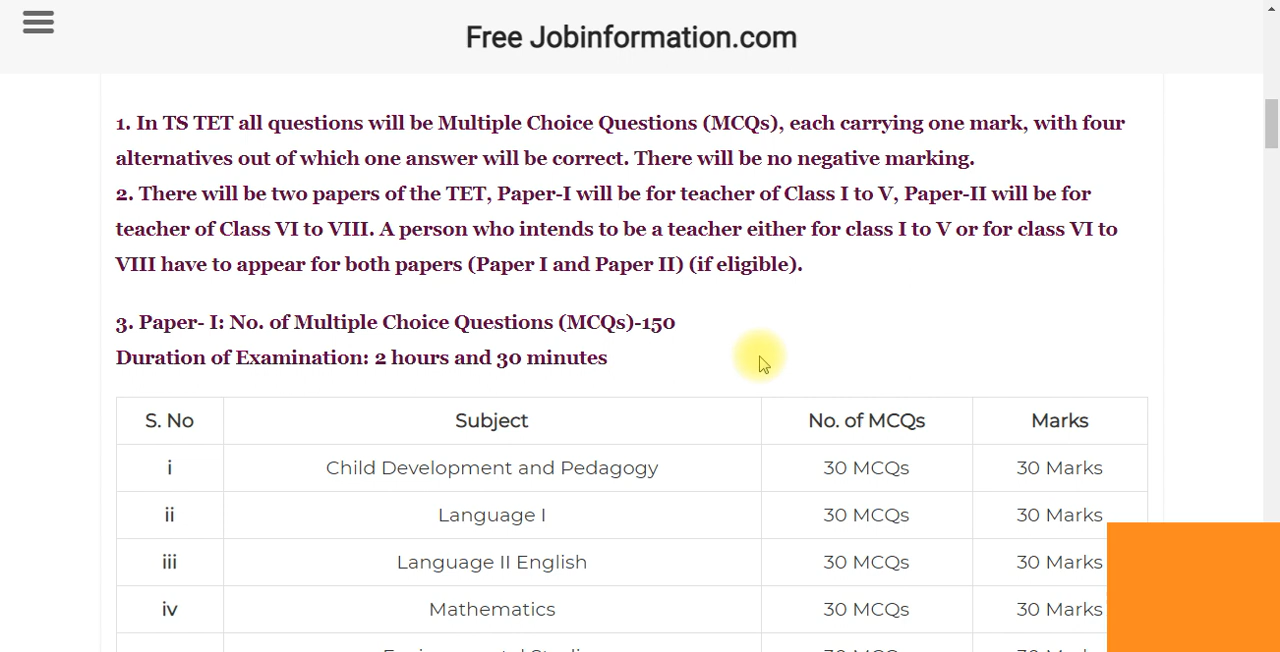 Free Jobinformation.com
1. In TS TET all questions will be Multiple Choice Questions (MCQs), each carrying one mark, with four
alternatives out of which one answer will be correct. There will be no negative marking.
2. There will be two papers of the TET, Paper-I will be for teacher of Class I to V, Paper-II will be for
teacher of Class VI to VIII. A person who intends to be a teacher either for class I to V or for class VI to
VIII have to appear for both papers (Paper I and Paper II) (if eligible).
3. Paper- I: No. of Multiple Choice Questions (MCQs)-150
Duration of Examination: 2 hours and 30 minutes
S. No Subject No. of MCQs Marks
i Child Development and Pedagogy 30 MCQs 30 Marks
ii Language I 30 MCQs 30 Marks
iii Language II English 30 MCQs 30 Marks
iv Mathematics 30 MCQs 30 Marks